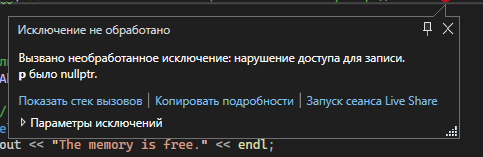 Исключение не обработано
Вызвано необработанное исключение: нарушение доступа для записи.
p было nullptr.
Показать стек вызовов | Копировать подробности | Запуск сеанса Live Share
Параметры исключений
out << "The memory is free." << endl;